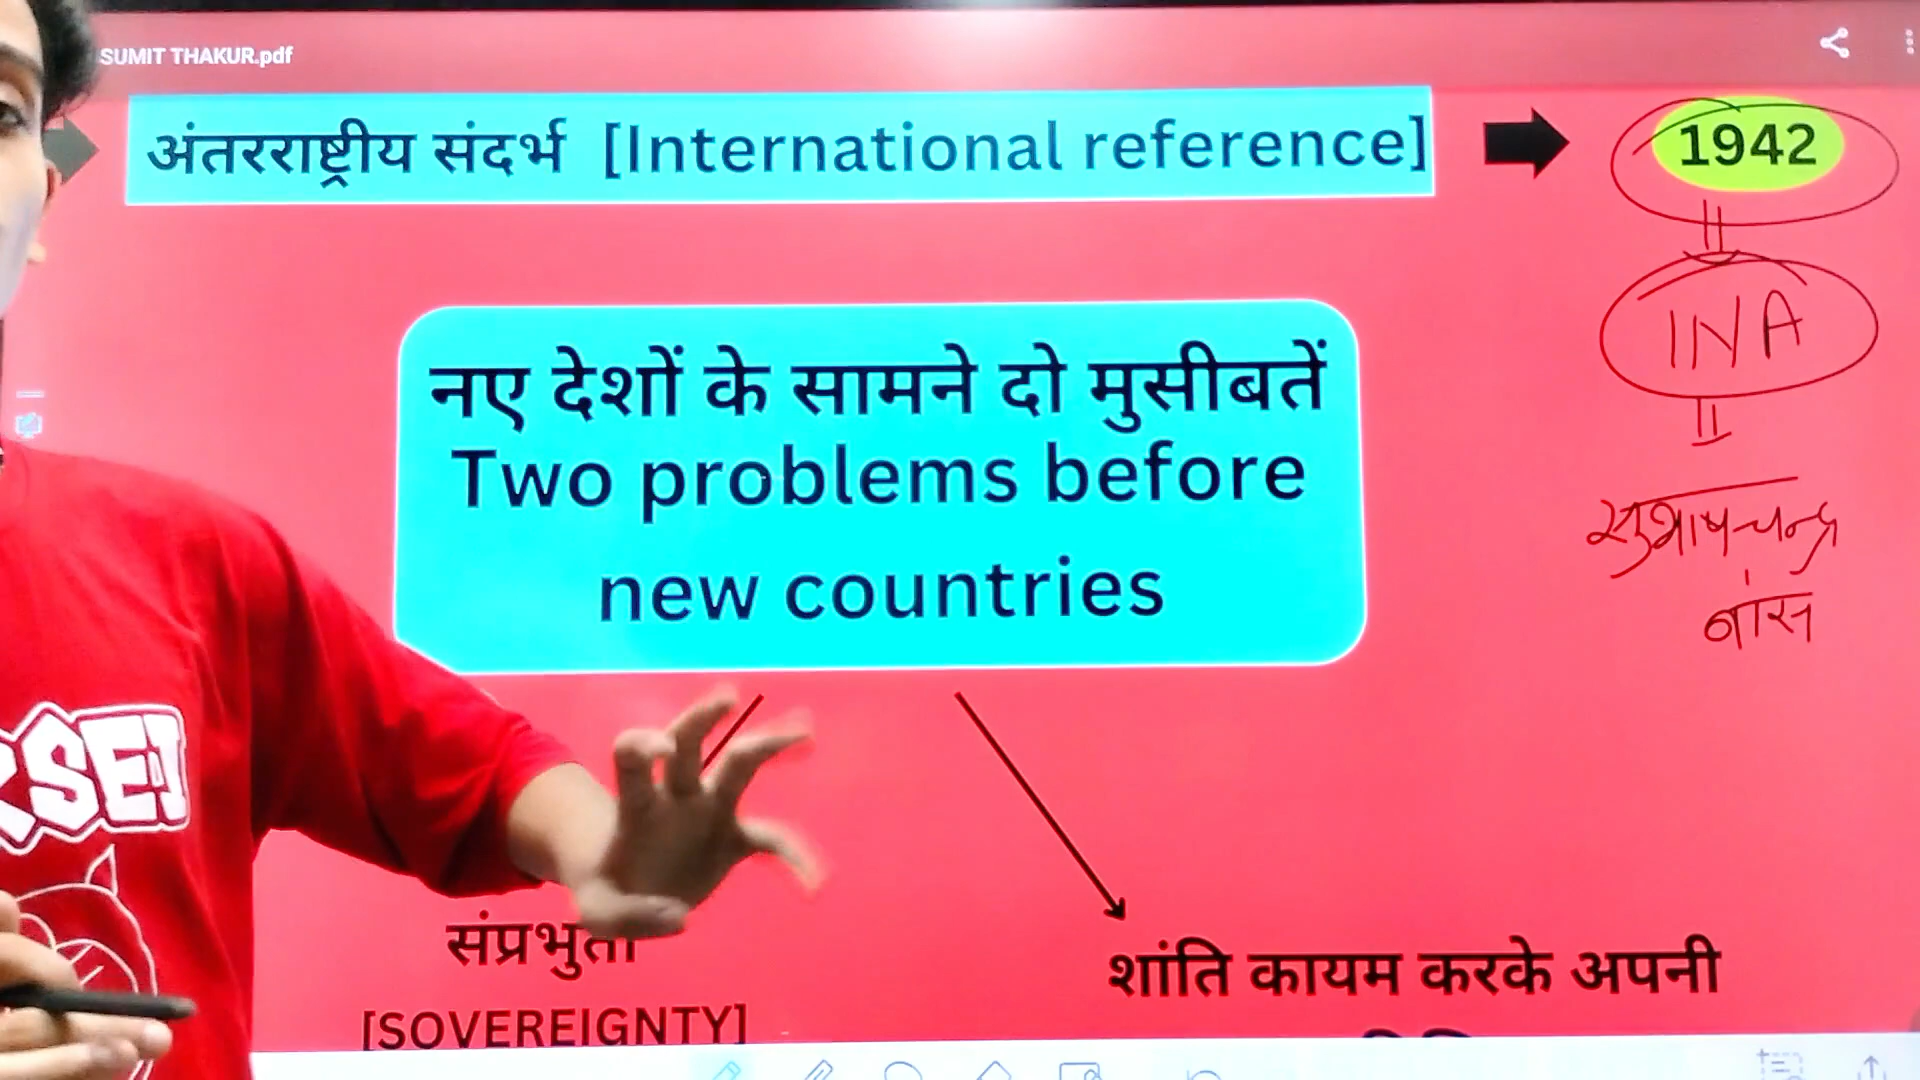 SUMIT THAKUR.pdf
अंतरराष्ट्रीय संदर्भ [International reference]
1942
INA
सुभाषचन्द्र
बोस
नए देशों के सामने दो मुसीबतें
Two problems before
new countries
संप्रभुता
[SOVEREIGNTY]
शांति कायम करके अपनी